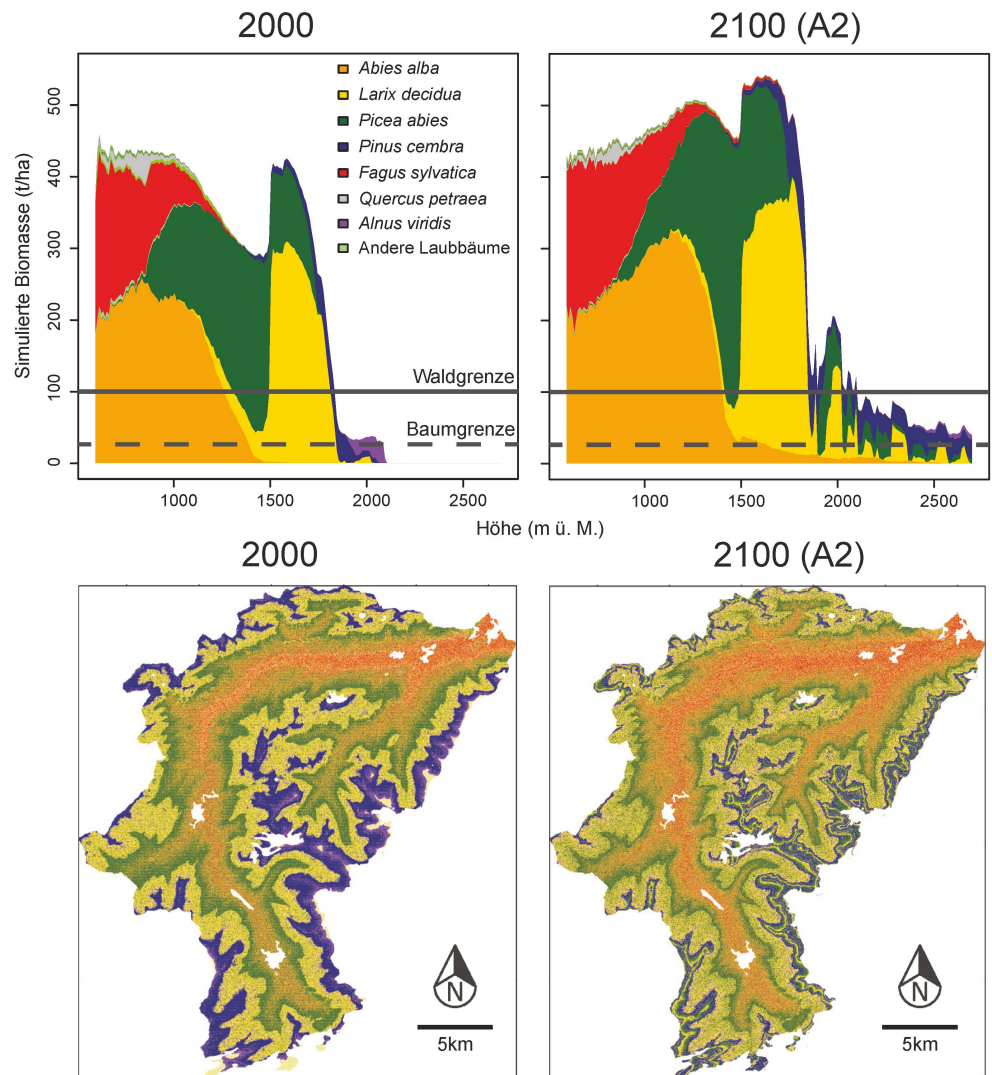 2000
2100 (A2)
Simulierte Biomasse (t/ha)
500
400
300
200
100
0
Abies alba
Larix decidua
Picea abies
Pinus cembra
Fagus sylvatica
Quercus petraea
Alnus viridis
Andere Laubbäume
Waldgrenze
Baumgrenze
1000 1500 2000 2500
1000 1500 2000 2500
Höhe (m ü. M.)
2000
2100 (A2)
N
5km
N
5km